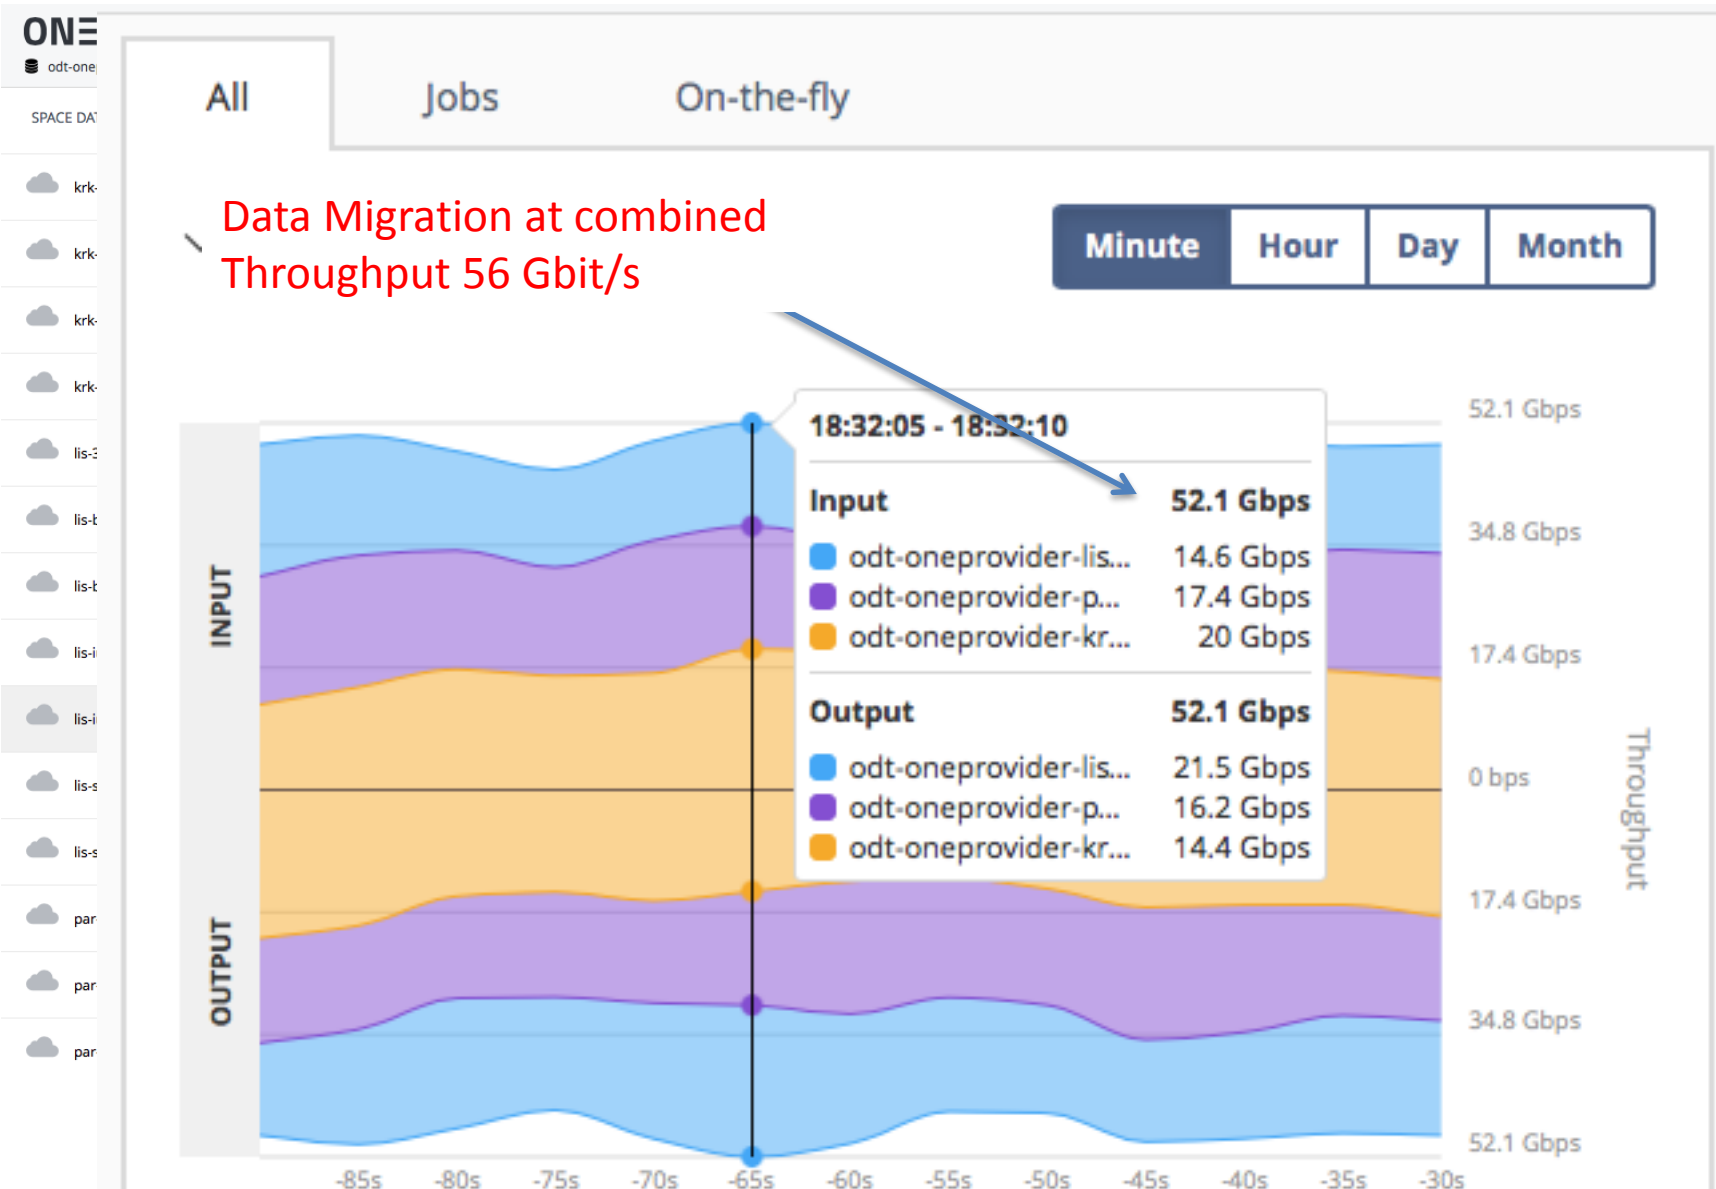 ONE
odt-one
SPACE DA
krk-
krk-
krk-
krk-
lis-3
lis-b
lis-b
lis-i
lis-i
lis-s
lis-s
par
par
par
All
Jobs
On-the-fly
Data Migration at combined
Throughput 56 Gbit/s
Minute Hour Day Month
18:32:05 - 18:32:10
Input 52.1 Gbps
odt-oneprovider-lis... 14.6 Gbps
odt-oneprovider-p... 17.4 Gbps
odt-oneprovider-kr... 20 Gbps
Output 52.1 Gbps
odt-oneprovider-lis... 21.5 Gbps
odt-oneprovider-p... 16.2 Gbps
odt-oneprovider-kr... 14.4 Gbps
INPUT
OUTPUT
52.1 Gbps
34.8 Gbps
17.4 Gbps
0 bps
17.4 Gbps
34.8 Gbps
52.1 Gbps
Throughput
-85s -80s -75s -70s -65s -60s -55s -50s -45s -40s -35s -30s